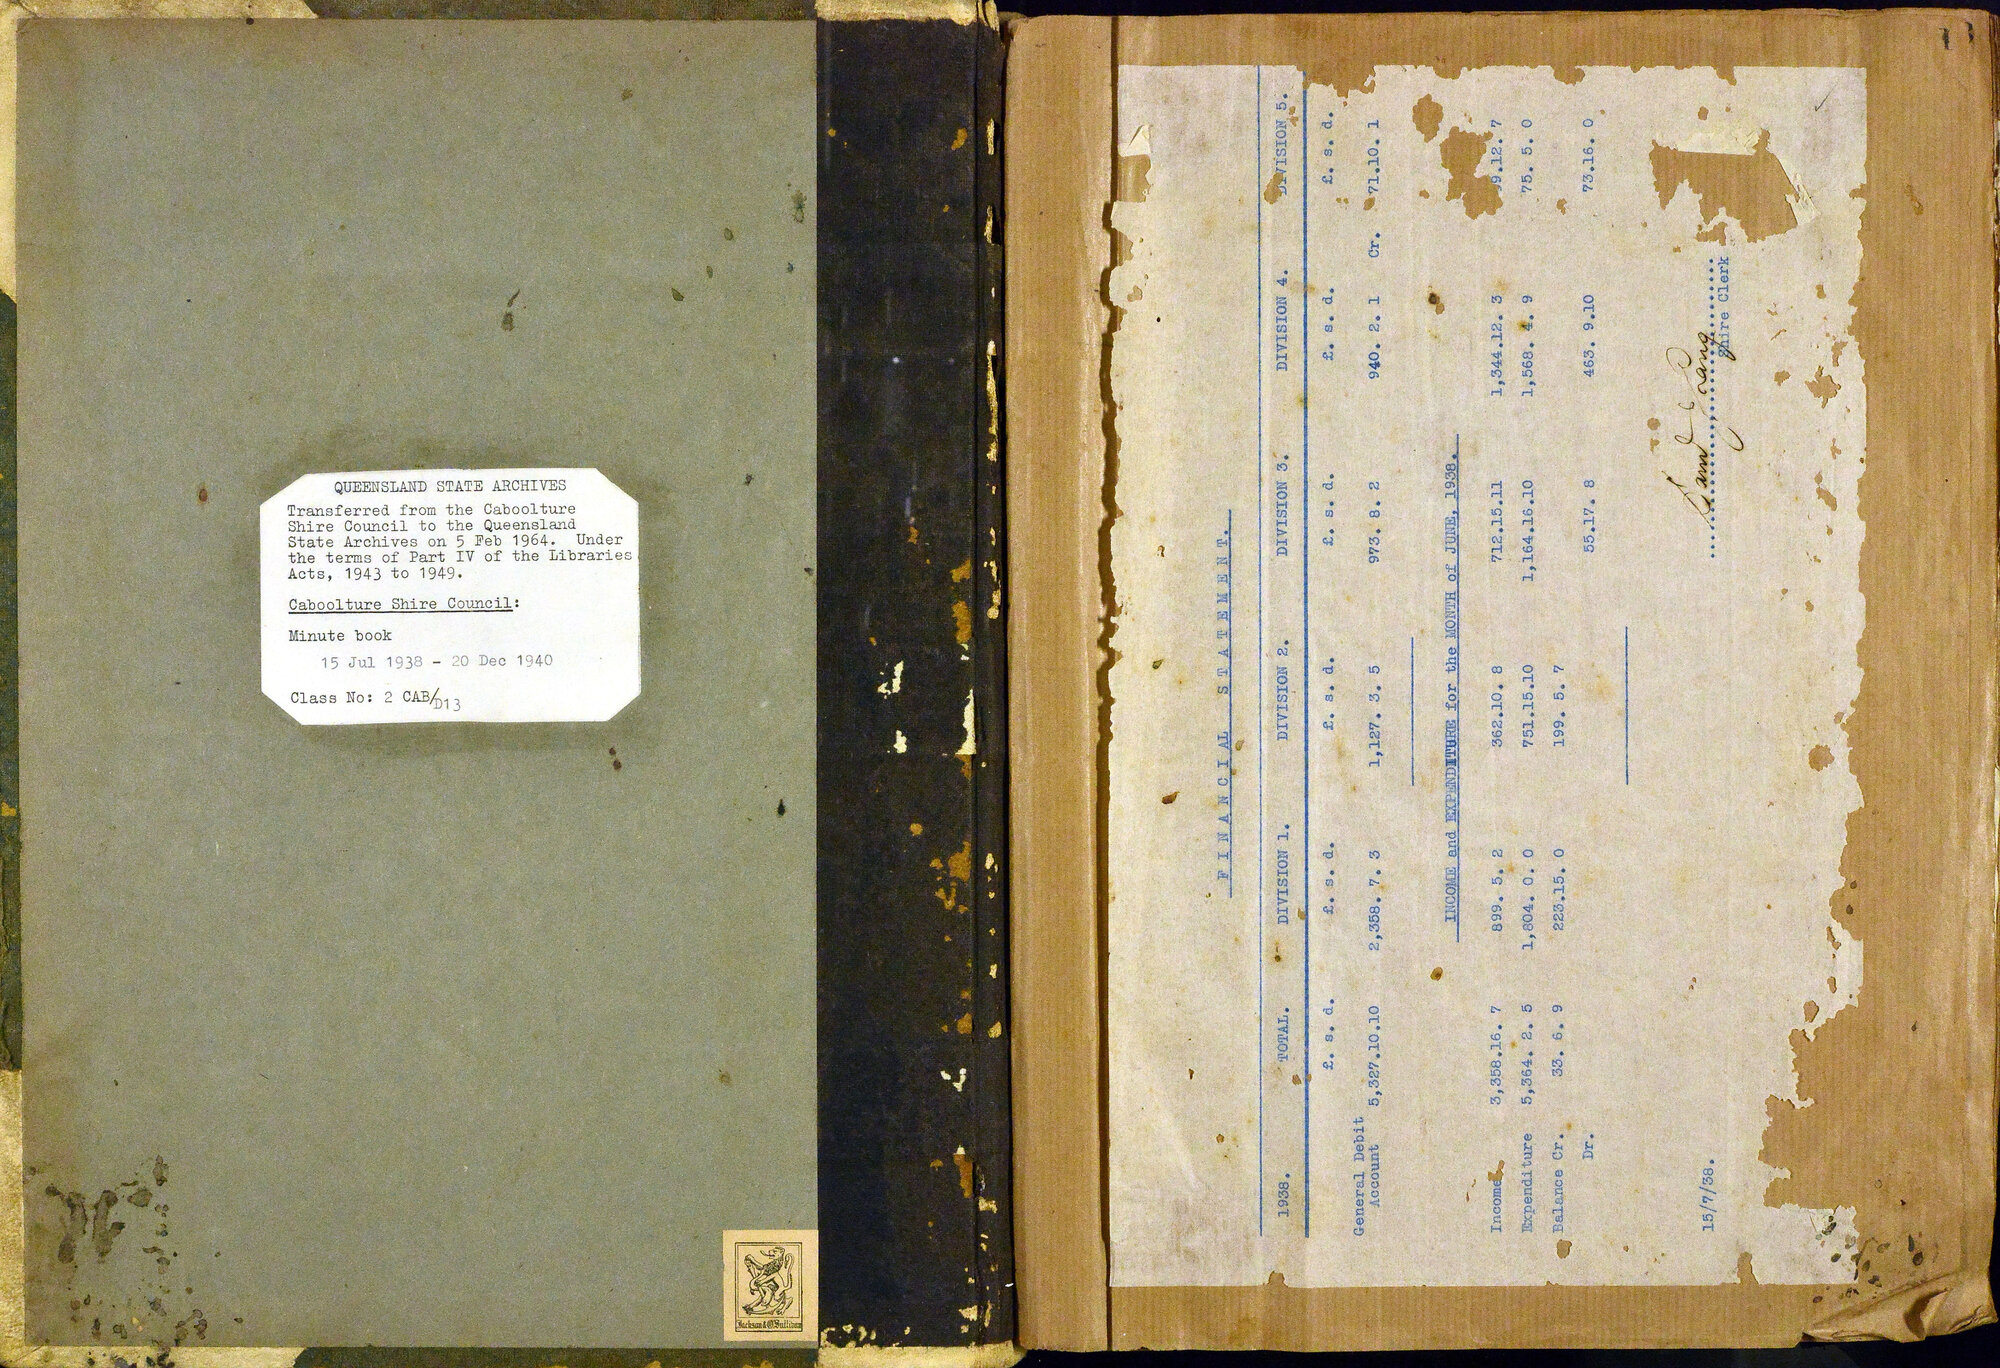 QUEENSLAND STATE ARCHIVES
Transferred from the Caboolture
Shire Council to the Queensland
State Archives on 5 Feb 1964. Under
the terms of Part IV of the Libraries
Acts, 1943 to 1949.
Caboolture Shire Council:
Minute book
15 Jul 1938 - 20 Dec 1940
Class No: 2 CAB/D13
Jackson & O'Sullivan
FINANCIAL STATEMENT.
1938. TOTAL. DIVISION 1. DIVISION 2. DIVISION 3. DIVISION 4. DIVISION 5.
£. s. d. £. s. d. £. s. d. £. s. d. £. s. d. £. s. d.
General Debit
Account 5,327.10.10 2,358. 7. 3 1,127. 3. 5 973. 8. 2 940. 2. 1 Cr. 71.10. 1
INCOME and EXPENDITURE for the MONTH of JUNE, 1938.
Income 3,358.16. 7 899. 5. 2 362.10. 8 712.15.11 1,344.12. 3 9.12. 7
Expenditure 5,364. 2. 5 1,804. 0. 0 751.15.10 1,164.16.10 1,568. 4. 9 75. 5. 0
Balance Cr. 33. 6. 9 223.15. 0 199. 5. 7
Dr. 55.17. 8 463. 9.10 73.16. 0
15/7/38.
Shire Clerk